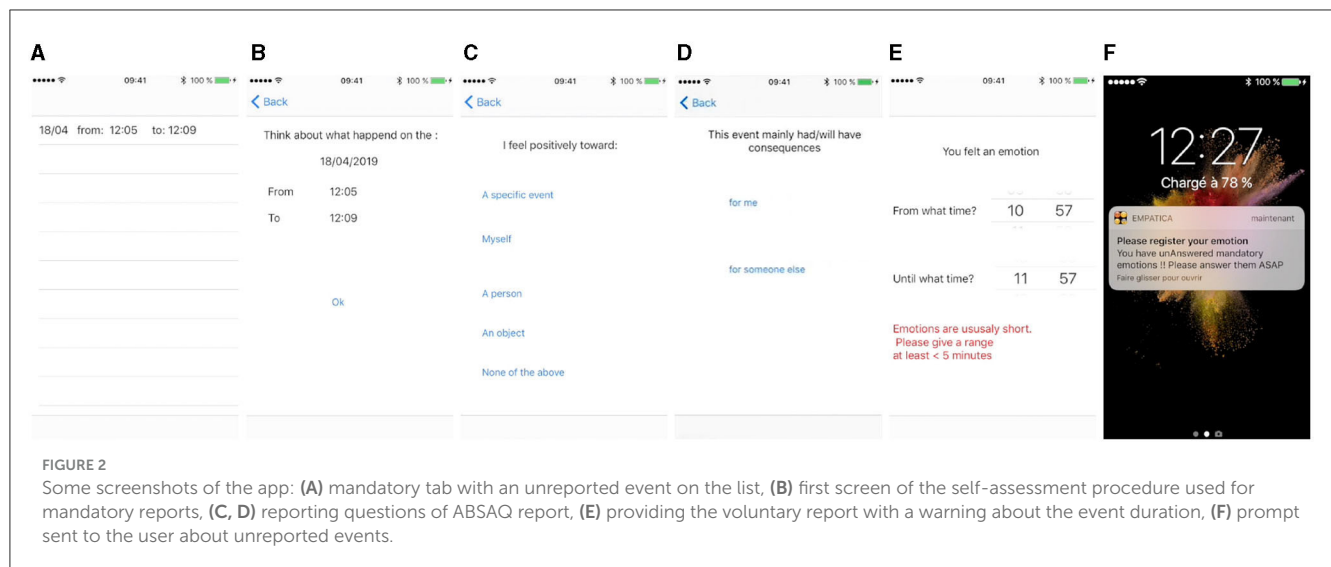 A
09:41
100 %
18/04 from: 12:05 to: 12:09
B
09:41
100 %
Back
Think about what happend on the :
18/04/2019
From 12:05
To 12:09
Ok
C
09:41
100 %
Back
I feel positively toward:
A specific event
Myself
A person
An object
None of the above
D
09:41
100 %
Back
This event mainly had/will have
consequences
for me
for someone else
E
09:41
100 %
You felt an emotion
From what time? 10 57
Until what time? 11 57
Emotions are ususaly short.
Please give a range
at least < 5 minutes
F
100 %
12:27
Chargé à 78 %
EMPATICA maintenant
Please register your emotion
You have unAnswered mandatory
emotions !! Please answer them ASAP
Faire glisser pour ouvrir
FIGURE 2
Some screenshots of the app: (A) mandatory tab with an unreported event on the list, (B) first screen of the self-assessment procedure used for
mandatory reports, (C, D) reporting questions of ABSAQ report, (E) providing the voluntary report with a warning about the event duration, (F) prompt
sent to the user about unreported events.